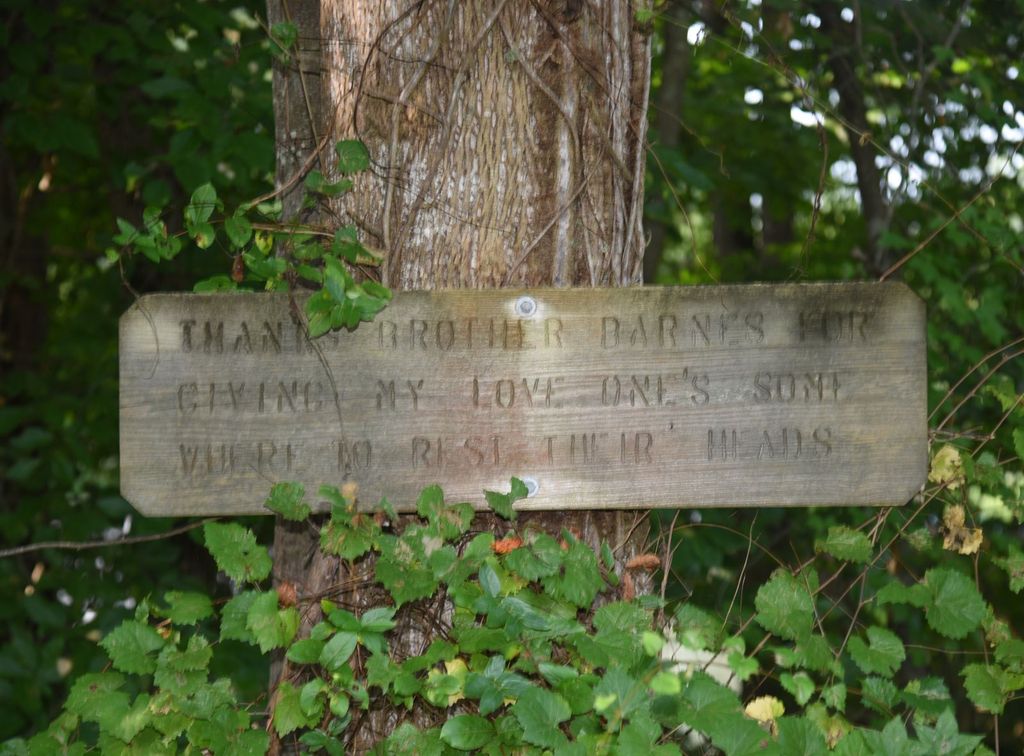 THANKS BROTHER BARNES FOR
GIVING MY LOVE ONE'S SOME
WHERE TO REST THEIR HEADS